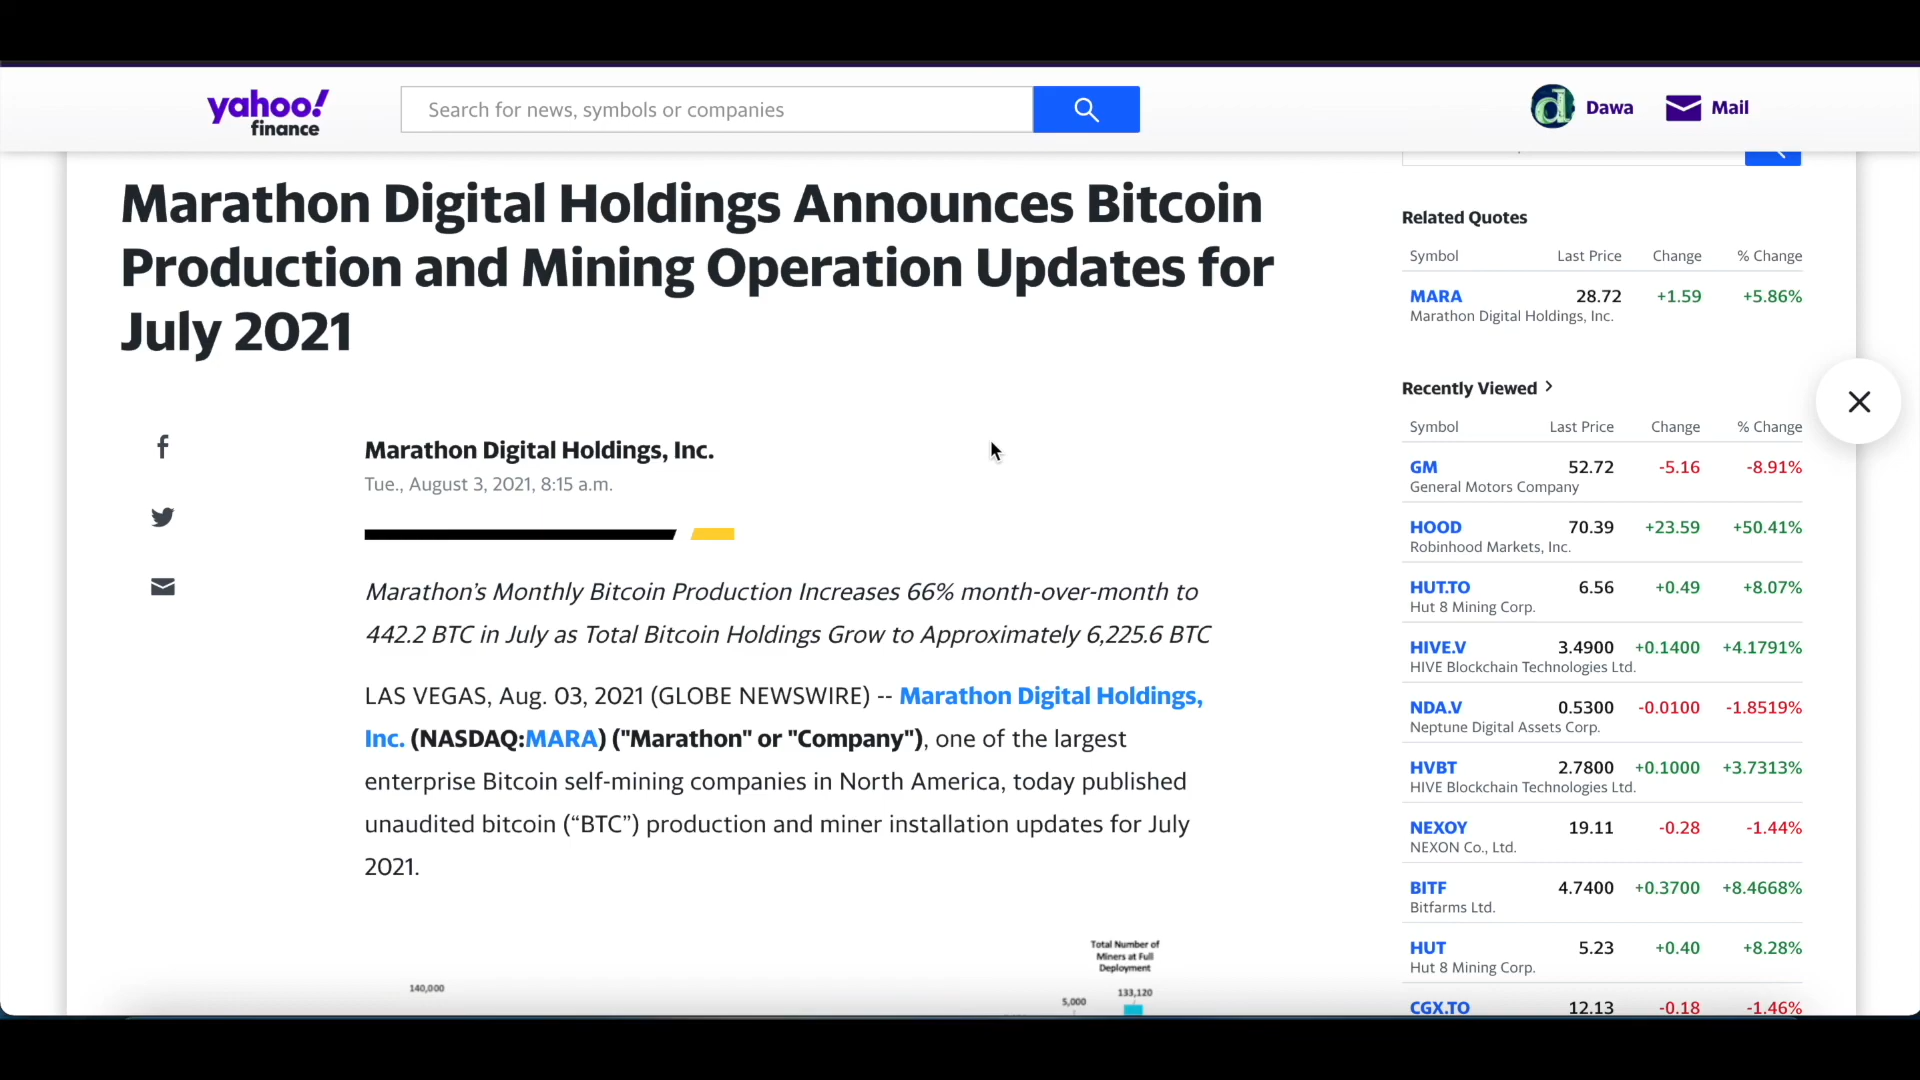 yahoo!
finance
Search for news, symbols or companies
Dawa
Mail
Marathon Digital Holdings Announces Bitcoin
Production and Mining Operation Updates for
July 2021
Marathon Digital Holdings, Inc.
Tue., August 3, 2021, 8:15 a.m.
Marathon’s Monthly Bitcoin Production Increases 66% month-over-month to
442.2 BTC in July as Total Bitcoin Holdings Grow to Approximately 6,225.6 BTC
LAS VEGAS, Aug. 03, 2021 (GLOBE NEWSWIRE) -- Marathon Digital Holdings,
Inc. (NASDAQ:MARA) ("Marathon" or "Company"), one of the largest
enterprise Bitcoin self-mining companies in North America, today published
unaudited bitcoin (“BTC”) production and miner installation updates for July
2021.
Total Number of
Miners at Full
Deployment
140,000
5,000
133,120
Related Quotes
Symbol Last Price Change % Change
MARA 28.72 +1.59 +5.86%
Marathon Digital Holdings, Inc.
Recently Viewed
Symbol Last Price Change % Change
GM 52.72 -5.16 -8.91%
General Motors Company
HOOD 70.39 +23.59 +50.41%
Robinhood Markets, Inc.
HUT.TO 6.56 +0.49 +8.07%
Hut 8 Mining Corp.
HIVE.V 3.4900 +0.1400 +4.1791%
HIVE Blockchain Technologies Ltd.
NDA.V 0.5300 -0.0100 -1.8519%
Neptune Digital Assets Corp.
HVBT 2.7800 +0.1000 +3.7313%
HIVE Blockchain Technologies Ltd.
NEXOY 19.11 -0.28 -1.44%
NEXON Co., Ltd.
BITF 4.7400 +0.3700 +8.4668%
Bitfarms Ltd.
HUT 5.23 +0.40 +8.28%
Hut 8 Mining Corp.
CGX.TO 12.13 -0.18 -1.46%